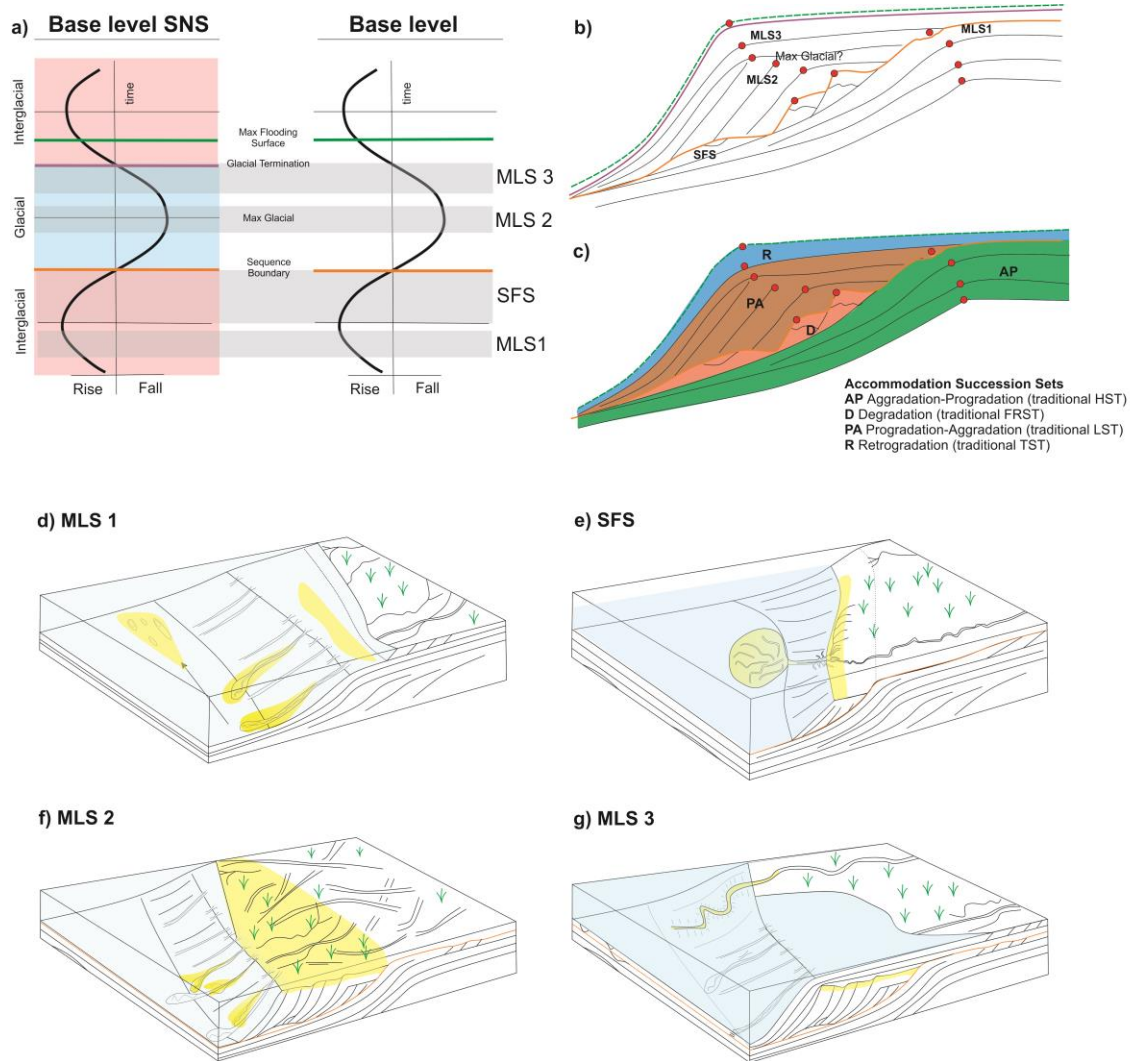 a)
Base level SNS
Base level
Interglacial
Glacial
Interglacial
time
time
Max Flooding
Surface
Glacial Termination
Max Glacial
Sequence
Boundary
MLS 3
MLS 2
SFS
MLS1
Rise
Fall
Rise
Fall
b)
MLS3
MLS1
Max Glacial?
MLS2
SFS
c)
R
AP
PA
D
Accommodation Succession Sets
AP Aggradation-Progradation (traditional HST)
D Degradation (traditional FRST)
PA Progradation-Aggradation (traditional LST)
R Retrogradation (traditional TST)
d) MLS 1
e) SFS
f) MLS 2
g) MLS 3